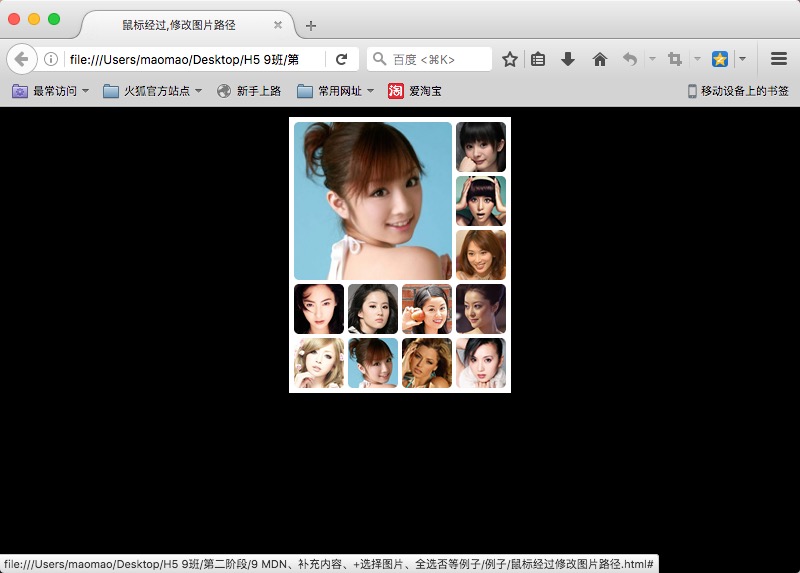 鼠标经过,修改图片路径
file:///Users/maomao/Desktop/H5 9班/第
百度 <⌘K>
最常访问
火狐官方站点
新手上路
常用网址
淘 爱淘宝
移动设备上的书签
file:///Users/maomao/Desktop/H5 9班/第二阶段/9 MDN、补充内容、+选择图片、全选否等例子/例子/鼠标经过修改图片路径.html#